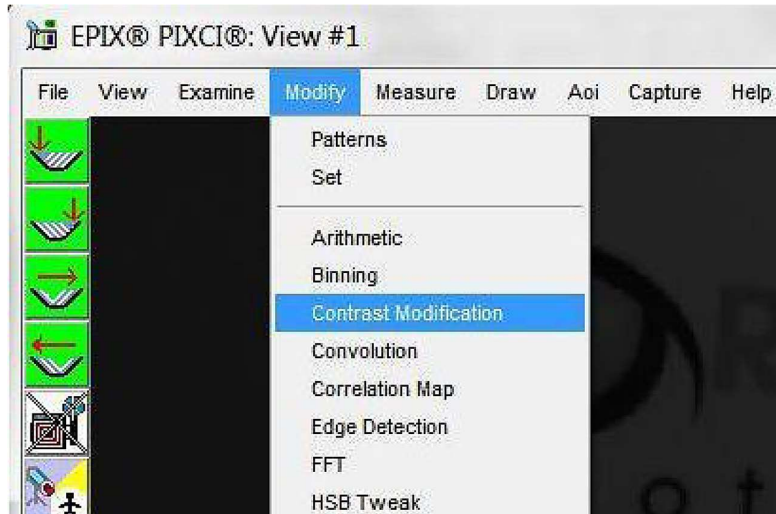 EPIX® PIXCI®: View #1
File View Examine Modify Measure Draw Aoi Capture Help
Patterns
Set
Arithmetic
Binning
Contrast Modification
Convolution
Correlation Map
Edge Detection
FFT
HSB Tweak